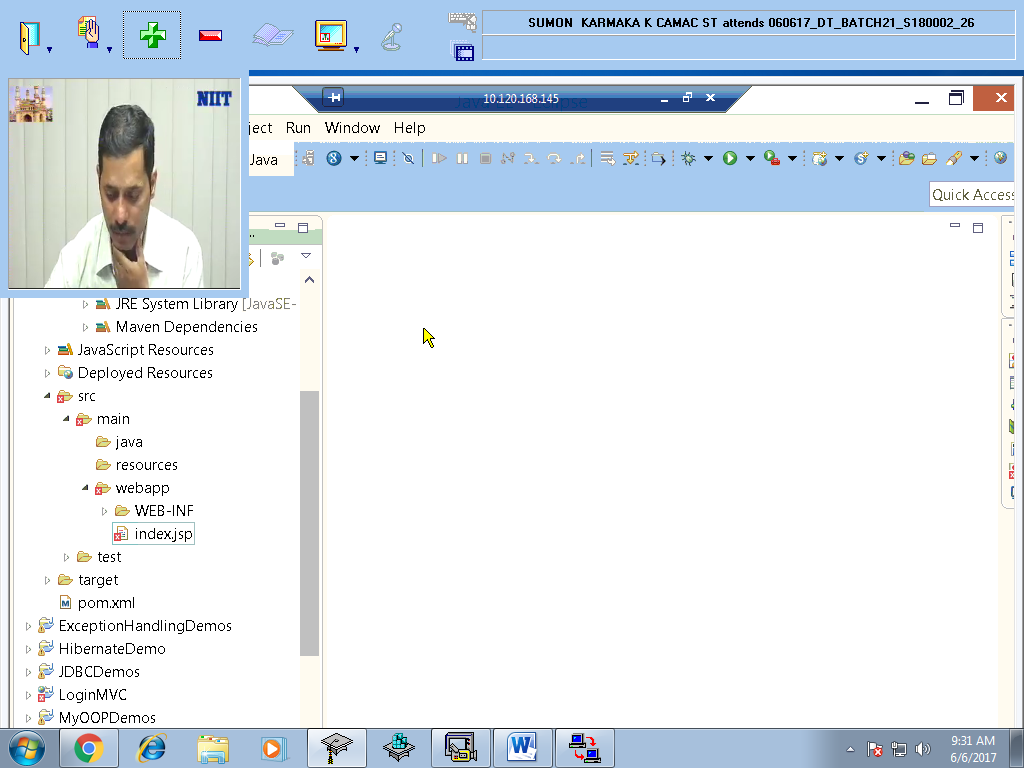 SUMON KARMAKA K CAMAC ST attends 060617_DT_BATCH21_S180002_26
NIIT
10.120.168.145
ject Run Window Help
Java
Quick Access
JRE System Library [JavaSE-
Maven Dependencies
JavaScript Resources
Deployed Resources
src
main
java
resources
webapp
WEB-INF
index.jsp
test
target
pom.xml
ExceptionHandlingDemos
HibernateDemo
JDBCDemos
LoginMVC
MyOOPDemos
9:31 AM
6/6/2017